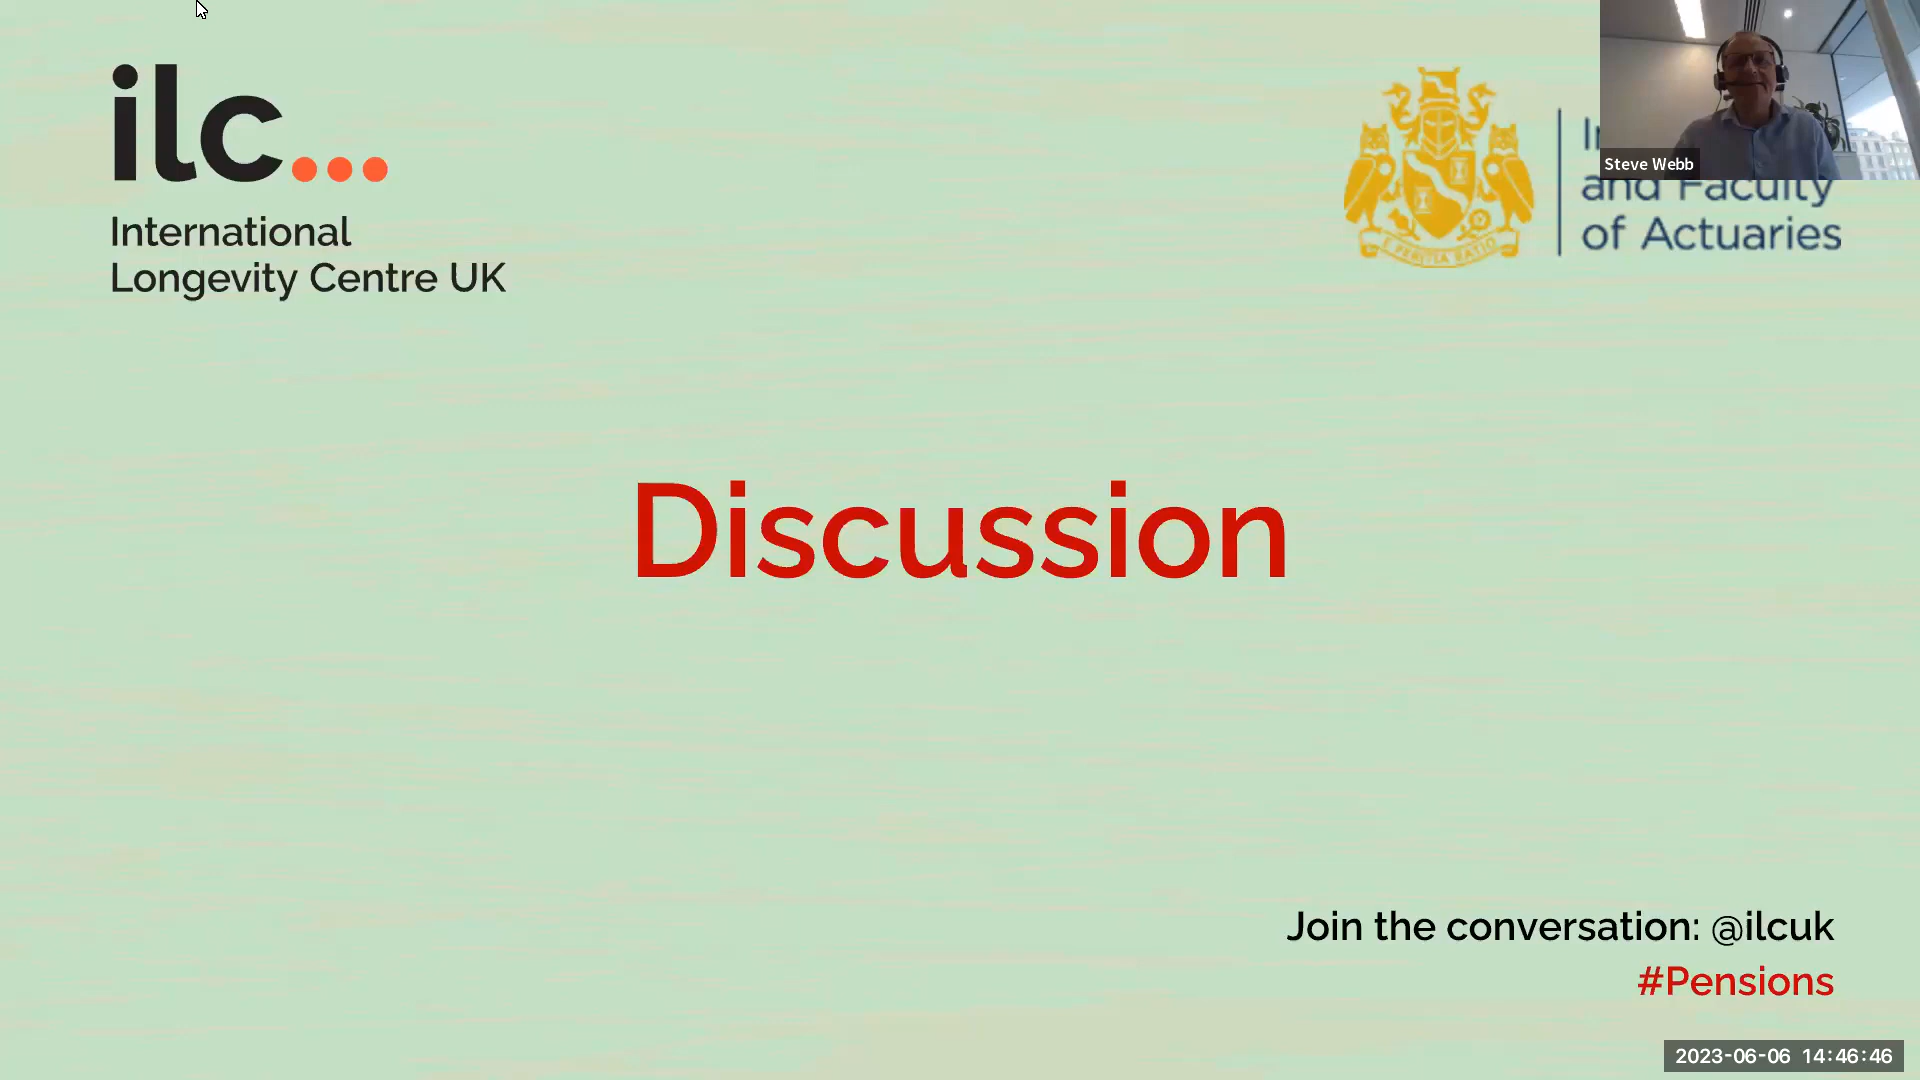 ilc...
International
Longevity Centre UK
and Faculty
of Actuaries
Steve Webb
Discussion
Join the conversation: @ilcuk
#Pensions
2023-06-06 14:46:46